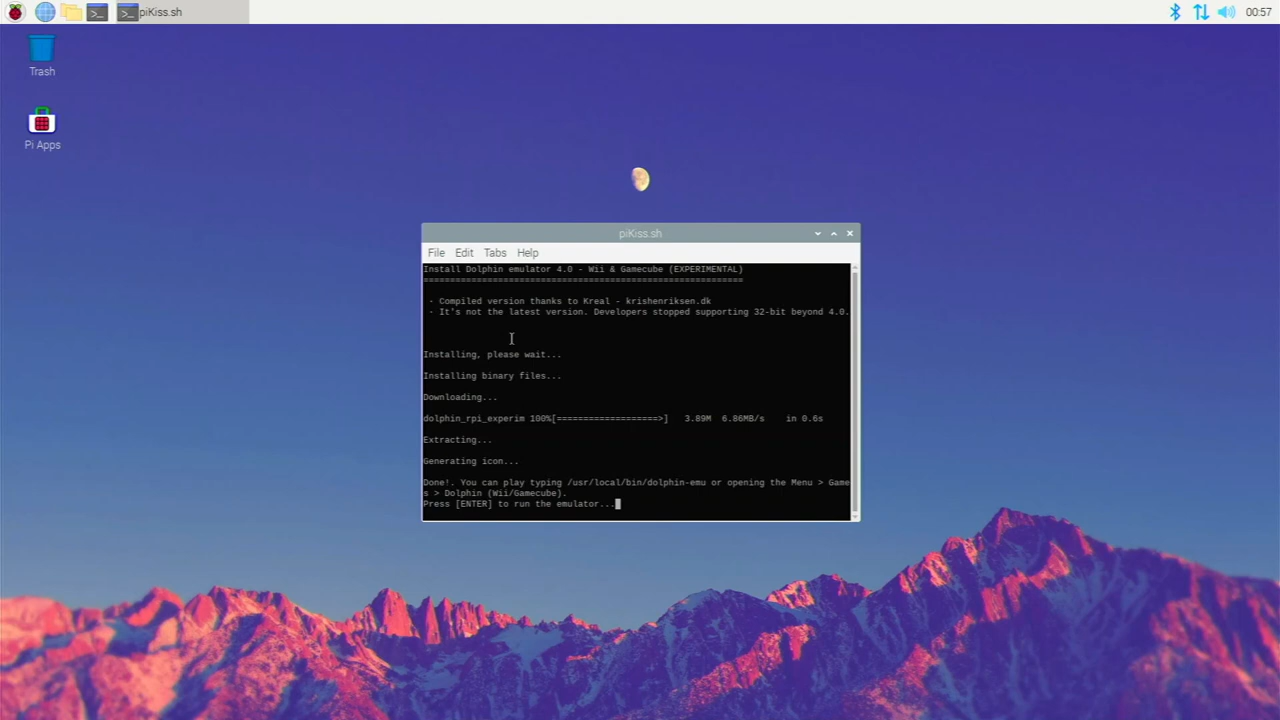 piKiss.sh
00:57
Trash
Pi Apps
piKiss.sh
File Edit Tabs Help
Install Dolphin emulator 4.0 - Wii & Gamecube (EXPERIMENTAL)
============================================================
· Compiled version thanks to Kreal - krishenriksen.dk
· It's not the latest version. Developers stopped supporting 32-bit beyond 4.0.
Installing, please wait...
Installing binary files...
Downloading...
dolphin_rpi_experim 100%[===================>] 3.89M 6.86MB/s in 0.6s
Extracting...
Generating icon...
Done!. You can play typing /usr/local/bin/dolphin-emu or opening the Menu > Game
s > Dolphin (Wii/Gamecube).
Press [ENTER] to run the emulator...